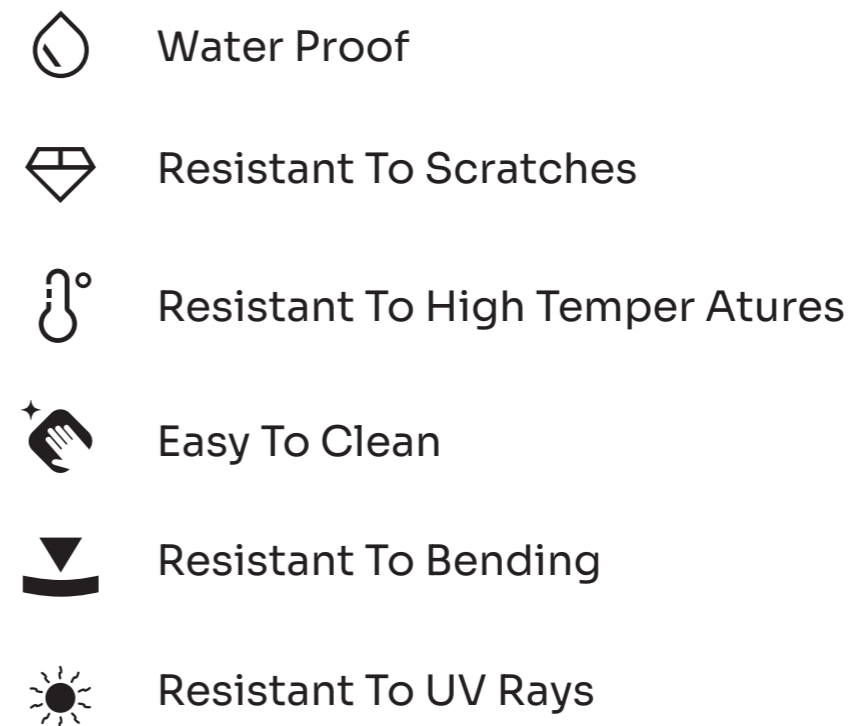 Water Proof
Resistant To Scratches
Resistant To High Temper Atures
Easy To Clean
Resistant To Bending
Resistant To UV Rays